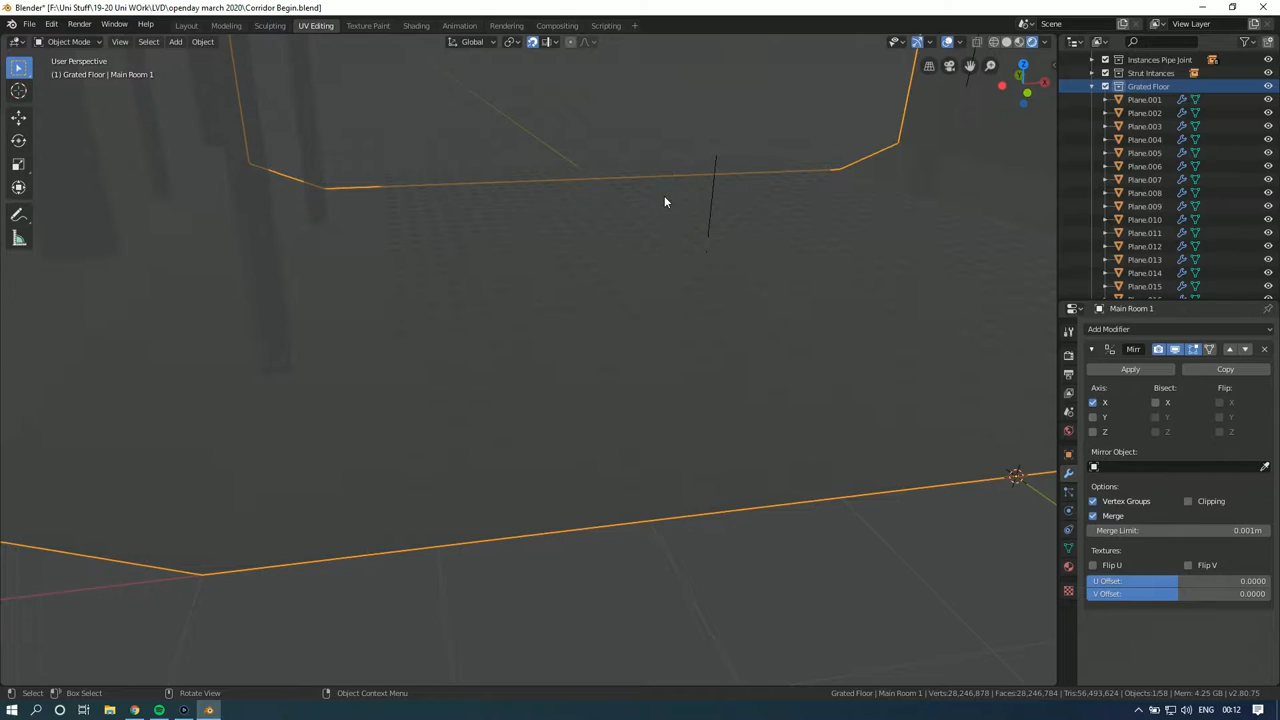 Blender* [F:\Uni Stuff\19-20 Uni WOrk\LVD\openday march 2020\Corridor Begin.blend]
File Edit Render Window Help
Layout Modeling Sculpting UV Editing Texture Paint Shading Animation Rendering Compositing Scripting +
Scene View Layer
Object Mode View Select Add Object Global
User Perspective
(1) Grated Floor | Main Room 1
Instances Pipe Joint
Strut Intances
Grated Floor
Plane.001
Plane.002
Plane.003
Plane.004
Plane.005
Plane.006
Plane.007
Plane.008
Plane.009
Plane.010
Plane.011
Plane.012
Plane.013
Plane.014
Plane.015
Main Room 1
Add Modifier
Mirr
Apply Copy
Axis: Bisect: Flip:
X X X
Y Y Y
Z Z Z
Mirror Object:
Options:
Vertex Groups Clipping
Merge
Merge Limit: 0.001m
Textures:
Flip U Flip V
U Offset: 0.0000
V Offset: 0.0000
Select Box Select Rotate View Object Context Menu
Grated Floor | Main Room 1 | Verts:28,246,878 | Faces:28,246,784 | Tris:56,493,624 | Objects:1/58 | Mem: 4.25 GB | v2.80.75
ENG 00:12